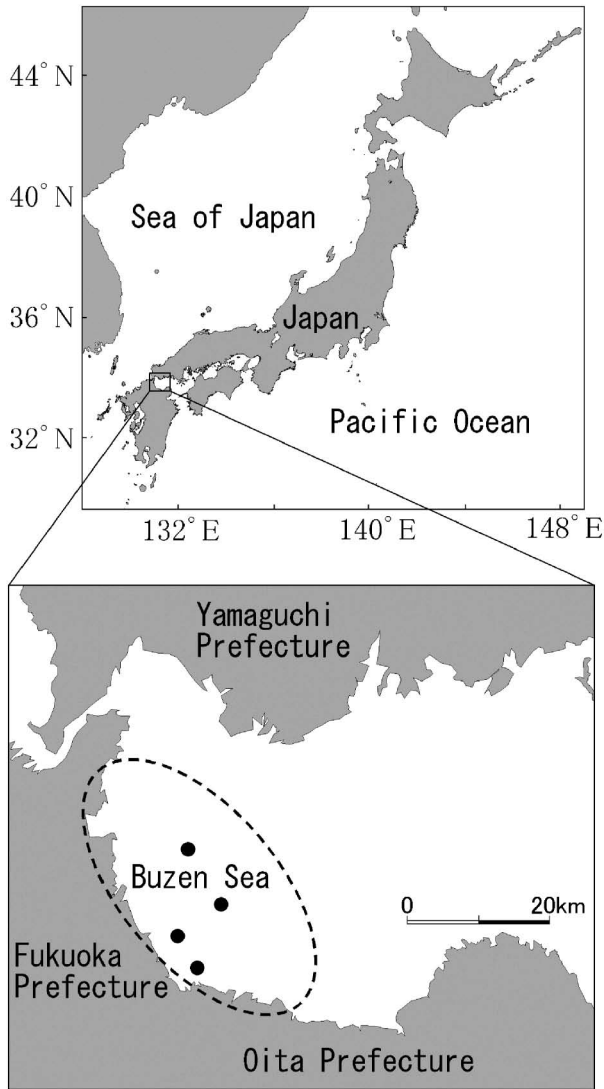 44°N
40°N
Sea of Japan
36°N
Japan
32°N
Pacific Ocean
132°E
140°E
148°E
Yamaguchi
Prefecture
Buzen Sea
0
20km
Fukuoka
Prefecture
Oita Prefecture